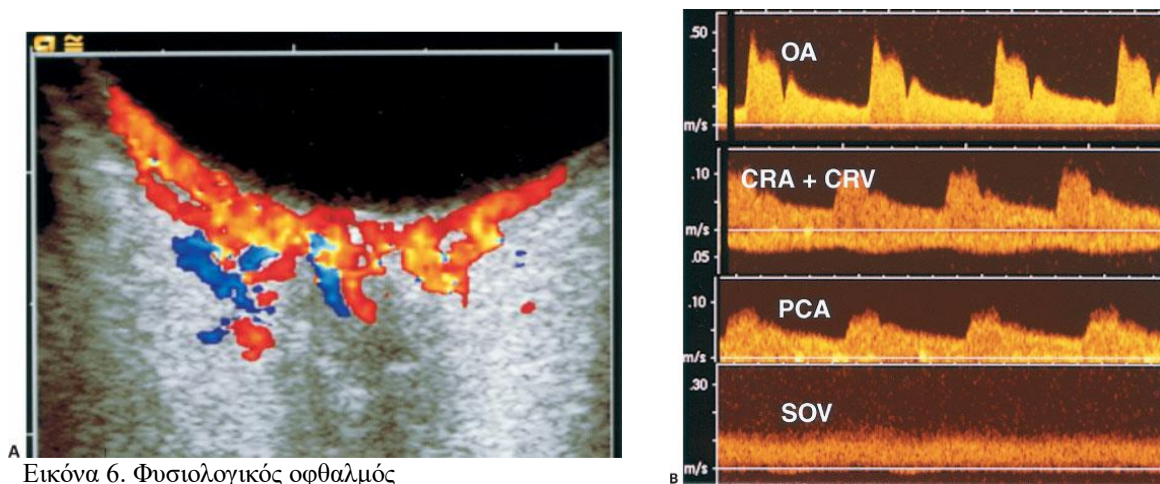 A
Εικόνα 6. Φυσιολογικός οφθαλμός
.50
OA
m/s
.10
CRA + CRV
m/s
.05
.10
PCA
m/s
.30
SOV
m/s
B